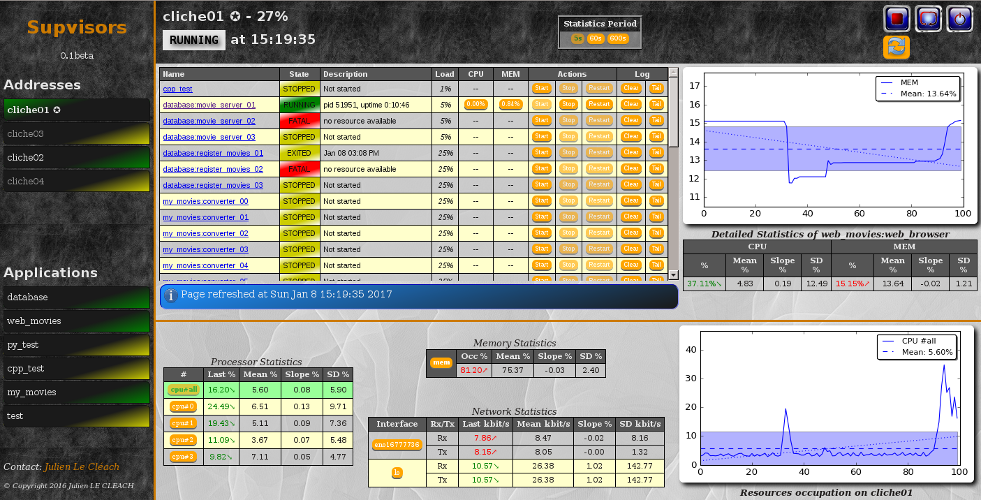 Supvisors
0.1beta
Addresses
cliche01 ✪
cliche03
cliche02
cliche04
Applications
database
web_movies
py_test
cpp_test
my_movies
test
Contact: Julien Le Cléach
© Copyright 2016 Julien LE CLEACH
cliche01 ✪ - 27%
RUNNING at 15:19:35
Statistics Period
5s 60s 600s
Name State Description Load CPU MEM Actions Log
cpp_test STOPPED Not started 1% -- -- Start Stop Restart Clear Tail
database:movie_server_01 RUNNING pid 51951, uptime 0:10:46 5% 0.00% 0.84% Start Stop Restart Clear Tail
database:movie_server_02 FATAL no resource available 5% -- -- Start Stop Restart Clear Tail
database:movie_server_03 STOPPED Not started 5% -- -- Start Stop Restart Clear Tail
database:register_movies_01 EXITED Jan 08 03:08 PM 25% -- -- Start Stop Restart Clear Tail
database:register_movies_02 FATAL no resource available 25% -- -- Start Stop Restart Clear Tail
database:register_movies_03 STOPPED Not started 25% -- -- Start Stop Restart Clear Tail
my_movies:converter_00 STOPPED Not started 25% -- -- Start Stop Restart Clear Tail
my_movies:converter_01 STOPPED Not started 25% -- -- Start Stop Restart Clear Tail
my_movies:converter_02 STOPPED Not started 25% -- -- Start Stop Restart Clear Tail
my_movies:converter_03 STOPPED Not started 25% -- -- Start Stop Restart Clear Tail
my_movies:converter_04 STOPPED Not started 25% -- -- Start Stop Restart Clear Tail
Page refreshed at Sun Jan 8 15:19:35 2017
MEM
Mean: 13.64%
17
16
15
14
13
12
11
0 20 40 60 80 100
Detailed Statistics of web_movies:web_browser
CPU MEM
% Mean % Slope % SD % % Mean % Slope % SD %
37.11% 4.83 0.19 12.49 15.15% 13.64 -0.02 1.21
Processor Statistics
# Last % Mean % Slope % SD %
cpu#all 16.20 5.60 0.08 5.90
cpu#0 24.49 6.51 0.13 9.71
cpu#1 19.43 5.11 0.09 7.36
cpu#2 11.09 3.67 0.07 5.48
cpu#3 9.82 7.11 0.05 4.77
Memory Statistics
Occ % Mean % Slope % SD %
mem 81.20 75.37 -0.03 2.40
Network Statistics
Interface Rx/Tx Last kbit/s Mean kbit/s Slope % SD kbit/s
eno16777736 Rx 7.86 8.47 -0.02 8.16
Tx 8.15 8.05 -0.00 1.32
lo Rx 10.57 26.38 1.02 142.77
Tx 10.57 26.38 1.02 142.77
CPU #all
Mean: 5.60%
40
30
20
10
0
0 20 40 60 80 100
Resources occupation on cliche01